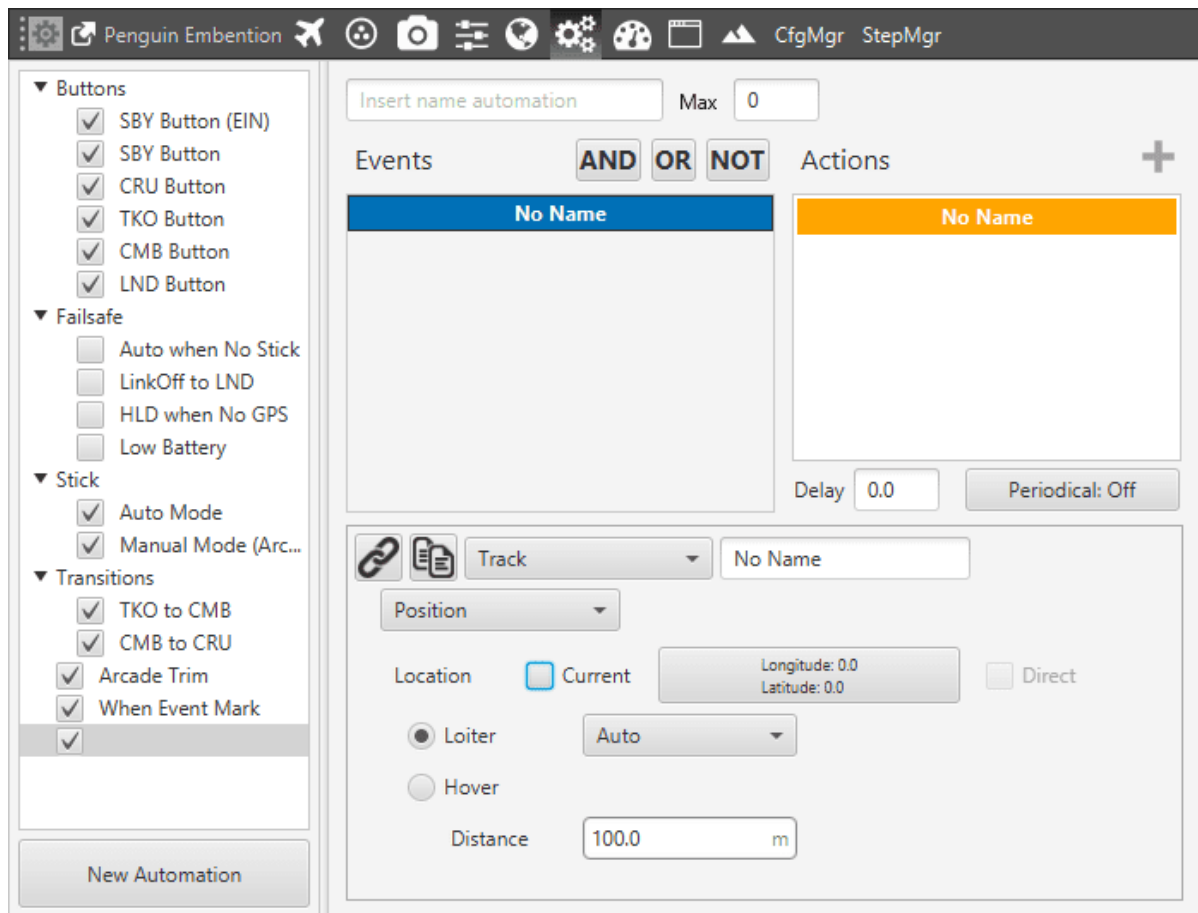 Penguin Embention CfgMgr StepMgr
Buttons
SBY Button (EIN)
SBY Button
CRU Button
TKO Button
CMB Button
LND Button
Failsafe
Auto when No Stick
LinkOff to LND
HLD when No GPS
Low Battery
Stick
Auto Mode
Manual Mode (Arc...
Transitions
TKO to CMB
CMB to CRU
Arcade Trim
When Event Mark
New Automation
Insert name automation Max 0
Events AND OR NOT Actions
No Name
No Name
Delay 0.0 Periodical: Off
Track No Name
Position
Location Current Longitude: 0.0
Latitude: 0.0 Direct
Loiter Auto
Hover
Distance 100.0 m